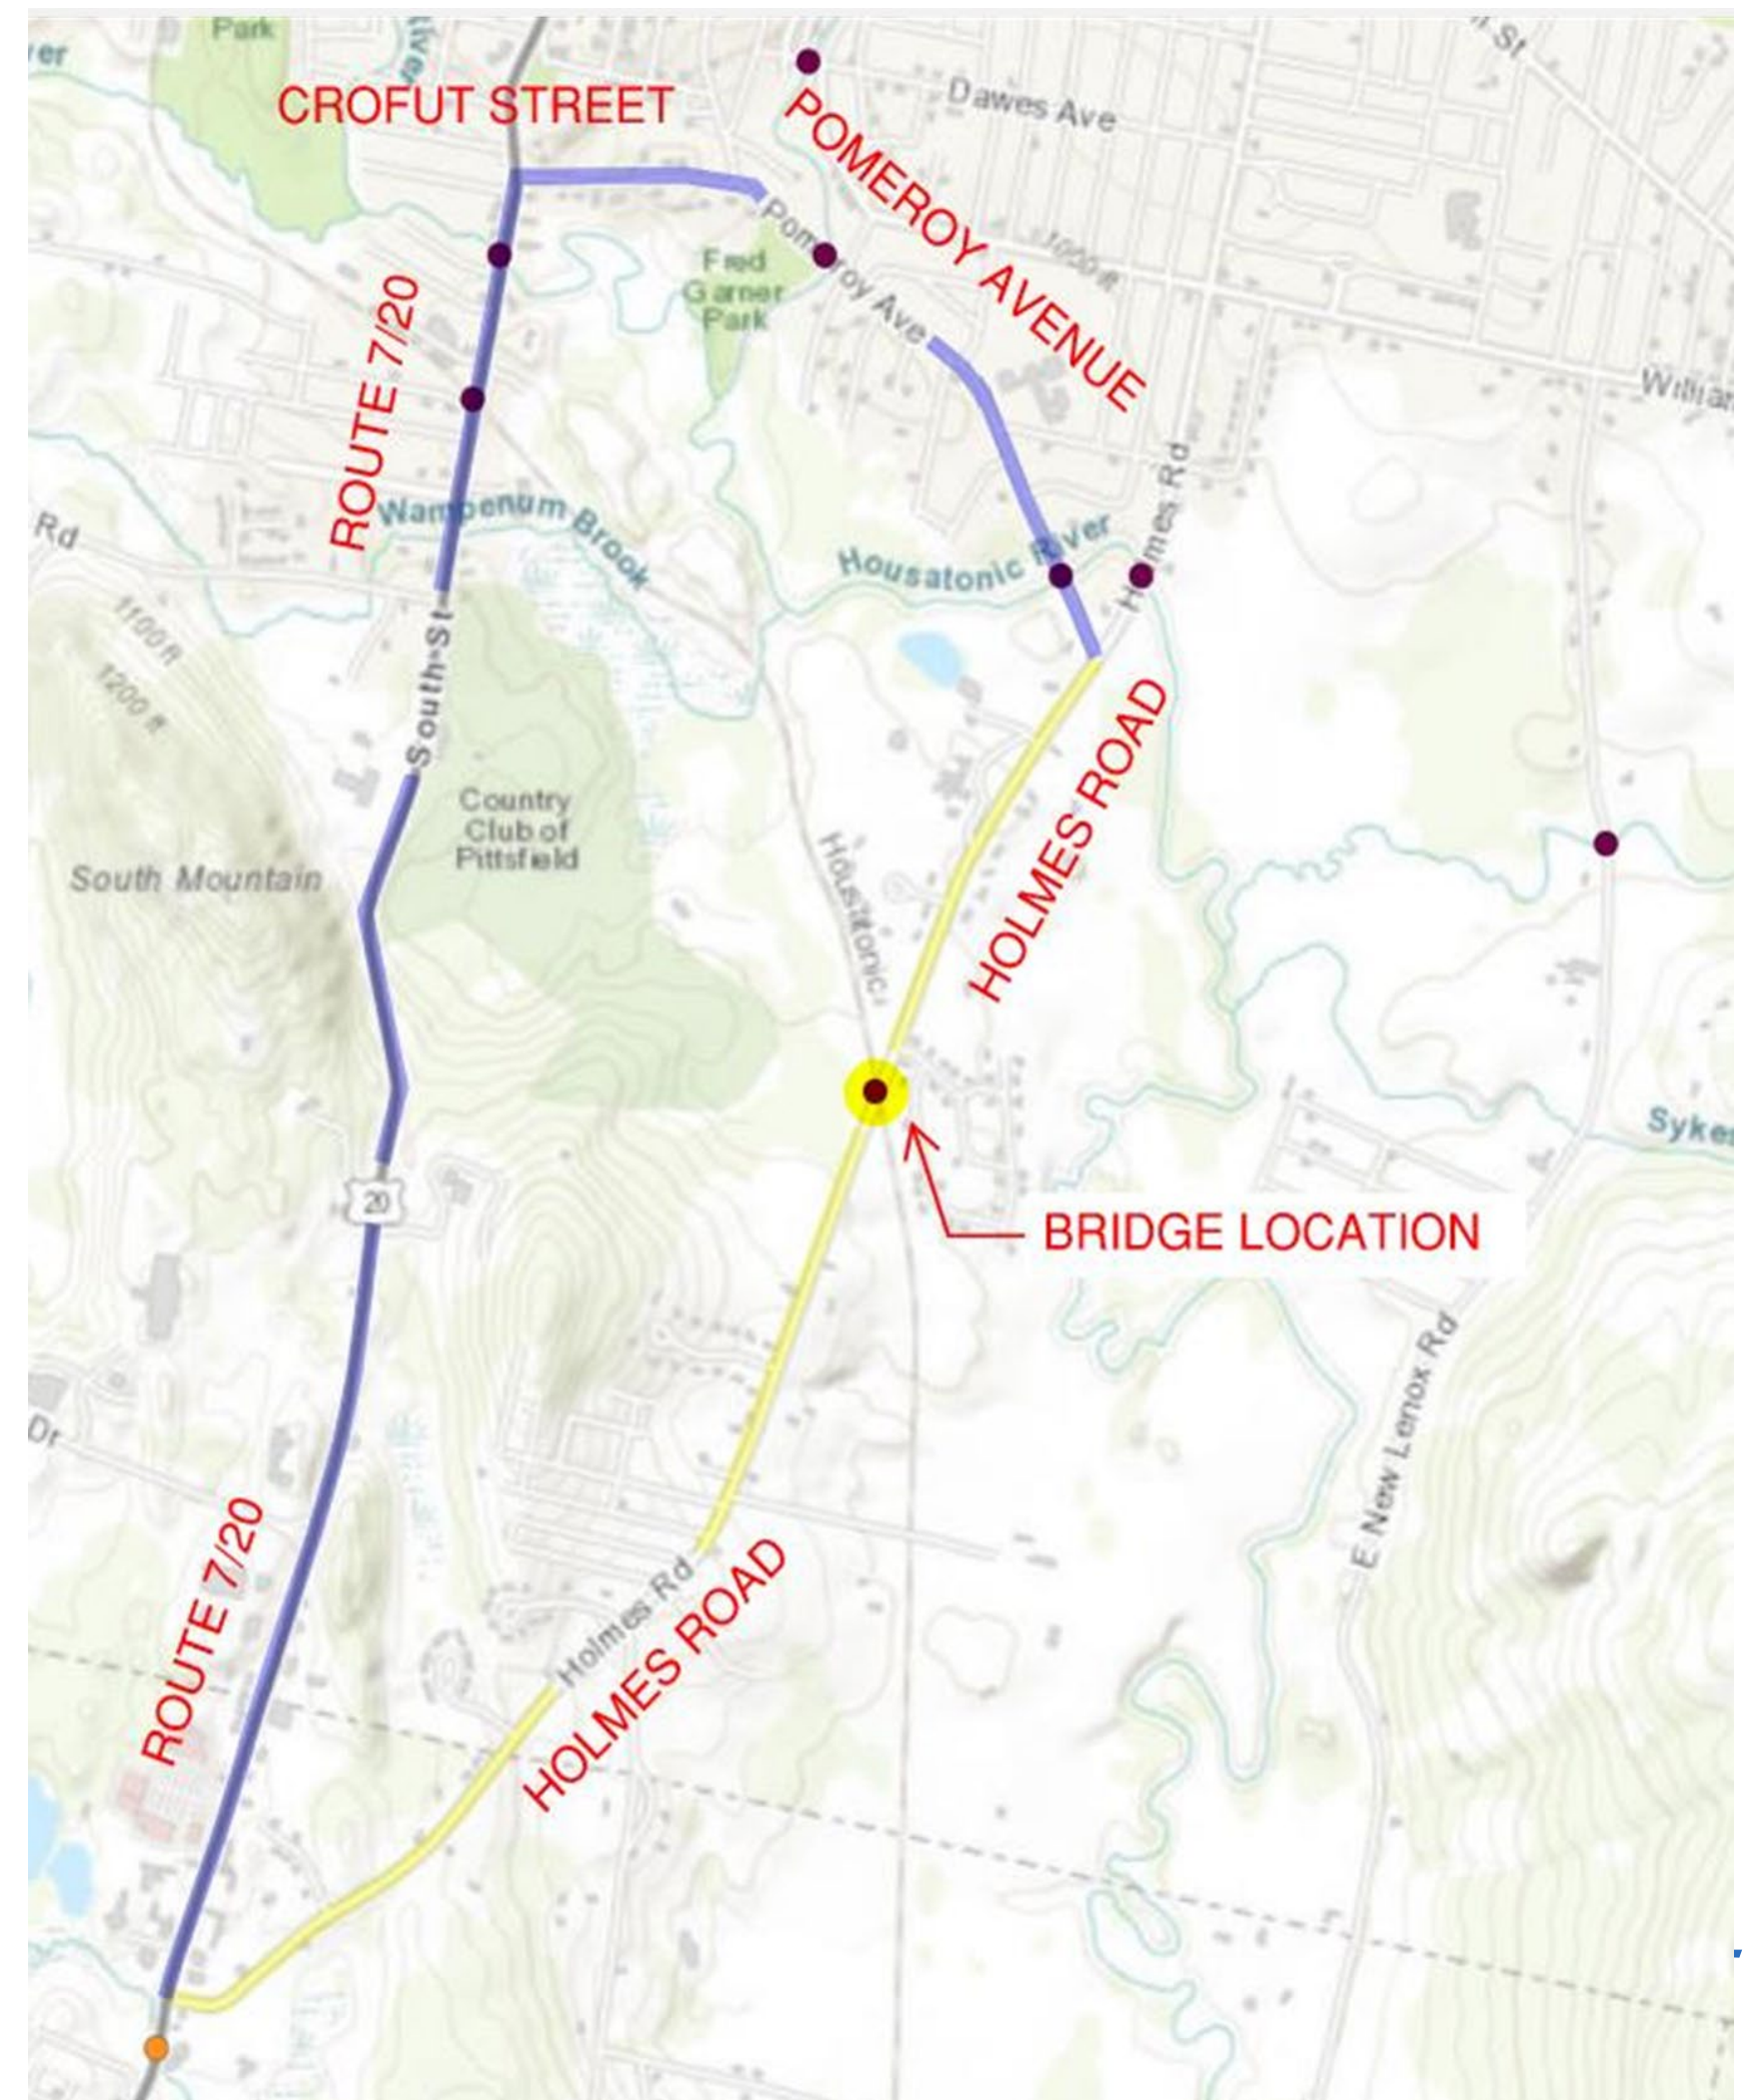 Park
CROFUT STREET
POMEROY AVENUE
Dawes Ave
Pomeroy Ave
1000 ft
Fred
Garner
Park
ROUTE 7/20
Wampenum Brook
Housatonic River
Holmes Rd
Rd
1100 ft
1200 ft
South St
HOLMES ROAD
Country
Club of
Pittsfield
South Mountain
Housatonic
BRIDGE LOCATION
20
E New Lenox Rd
Dr
ROUTE 7/20
Holmes Rd
HOLMES ROAD